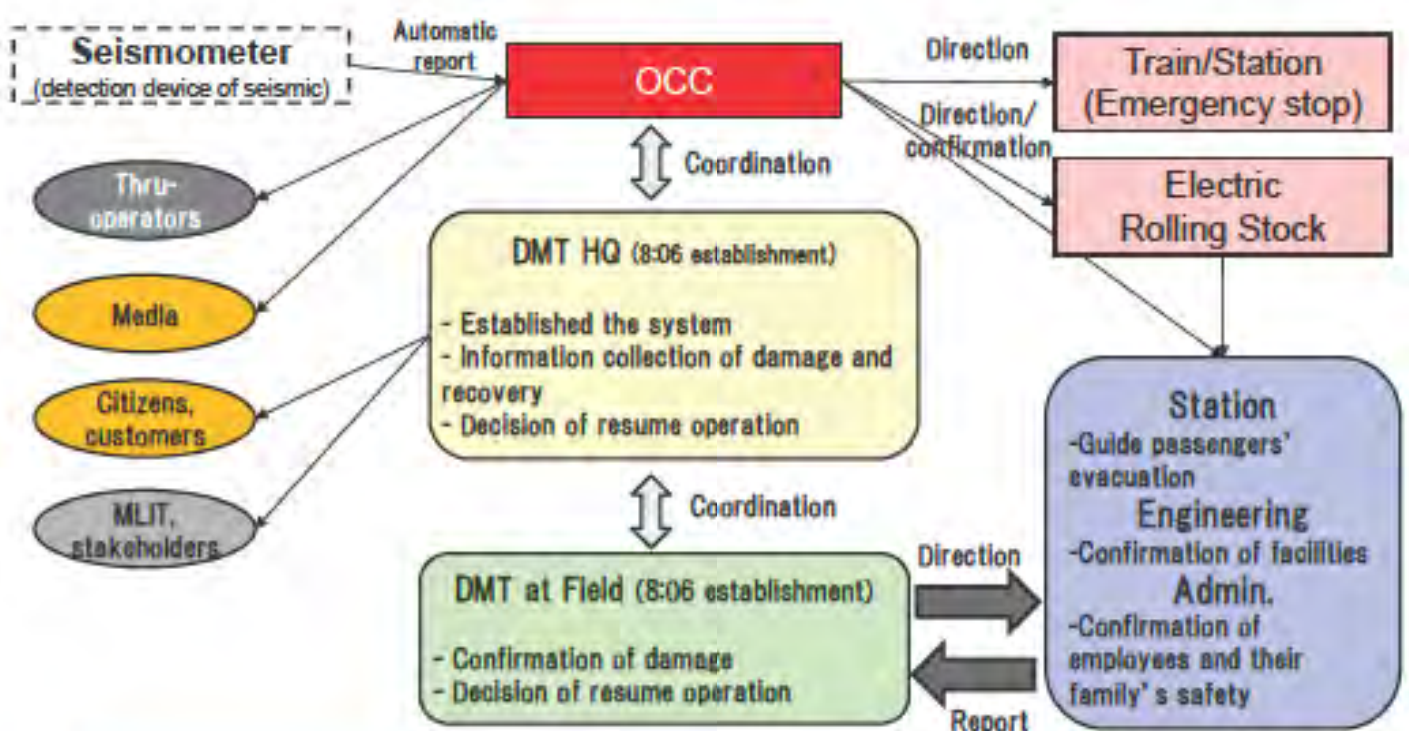 Seismometer
(detection device of seismic)
Automatic
report
OCC
Direction
Train/Station
(Emergency stop)
Direction/
confirmation
Electric
Rolling Stock
Coordination
Thru-
operators
Media
Citizens,
customers
MLIT,
stakeholders
DMT HQ (8:06 establishment)
- Established the system
- Information collection of damage and
recovery
- Decision of resume operation
Coordination
DMT at Field (8:06 establishment)
- Confirmation of damage
- Decision of resume operation
Direction
Report
Station
-Guide passengers'
evacuation
Engineering
-Confirmation of facilities
Admin.
-Confirmation of
employees and their
family's safety